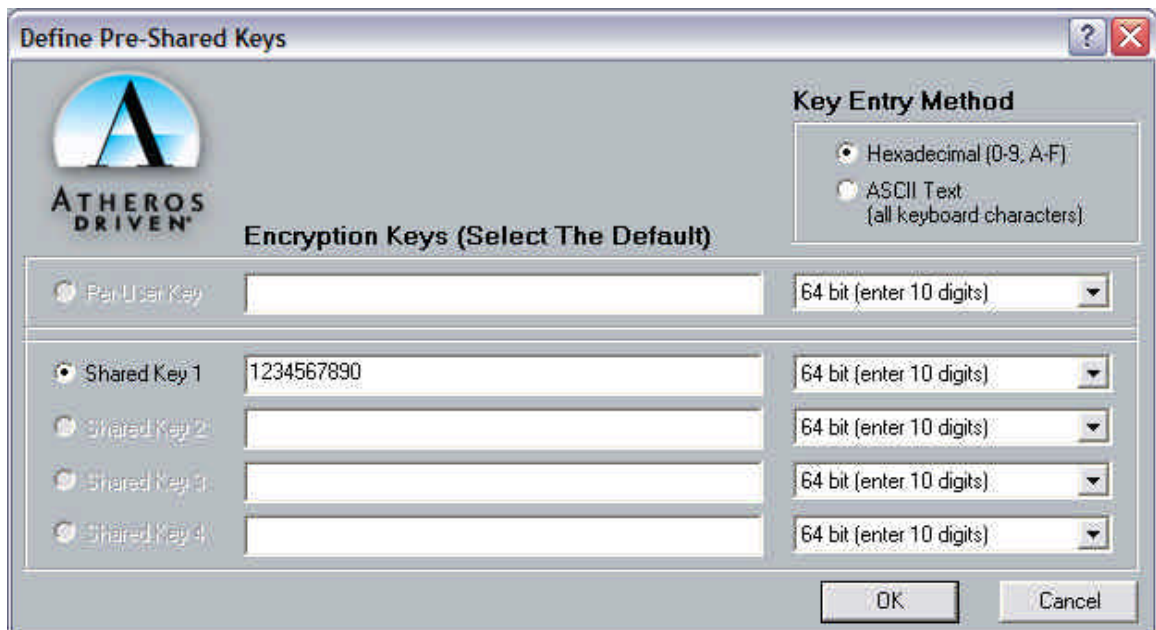 Define Pre-Shared Keys
?
A
ATHEROS
DRIVEN
Key Entry Method
Hexadecimal (0-9, A-F)
ASCII Text
(all keyboard characters)
Encryption Keys (Select The Default)
Per User Key 64 bit (enter 10 digits)
Shared Key 1 1234567890 64 bit (enter 10 digits)
Shared Key 2 64 bit (enter 10 digits)
Shared Key 3 64 bit (enter 10 digits)
Shared Key 4 64 bit (enter 10 digits)
OK Cancel